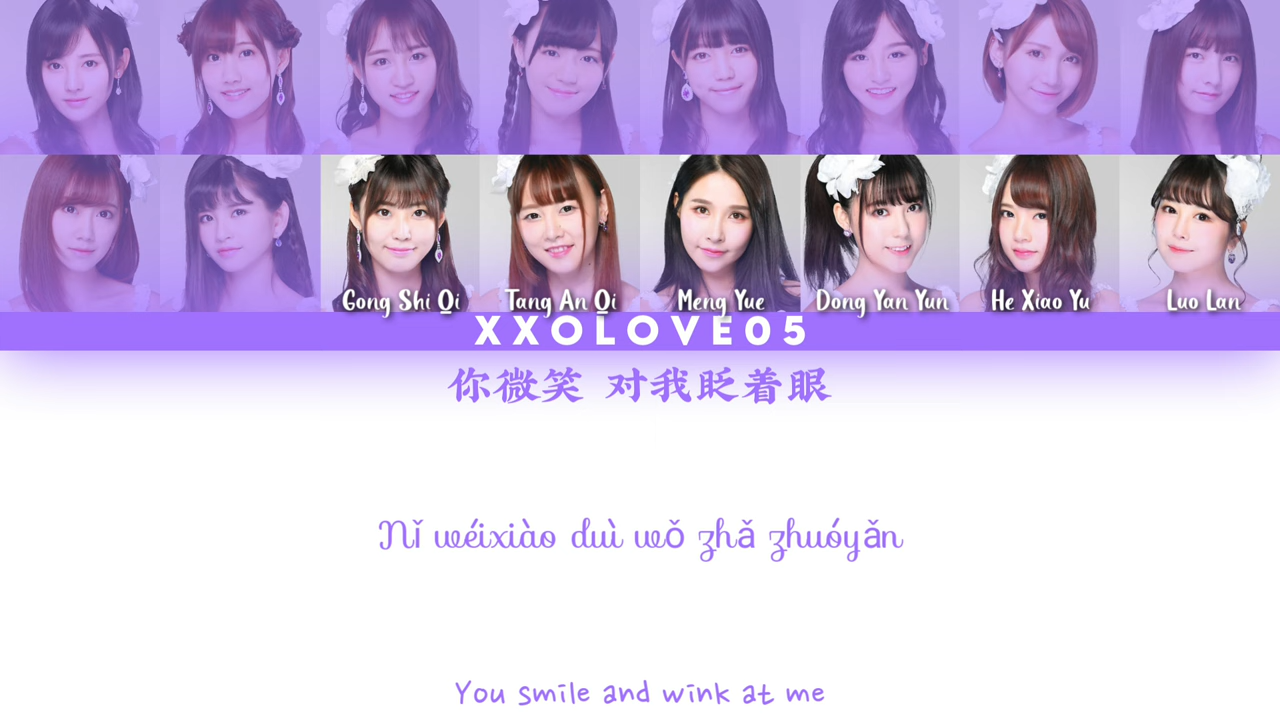 Gong Shi Qi Tang An Qi Meng Yue Dong Yan Yun He Xiao Yu Luo Lan
XXOLOVE05
你微笑 对我眨着眼
Nǐ wéixiào duì wǒ zhǎ zhuóyǎn
You smile and wink at me